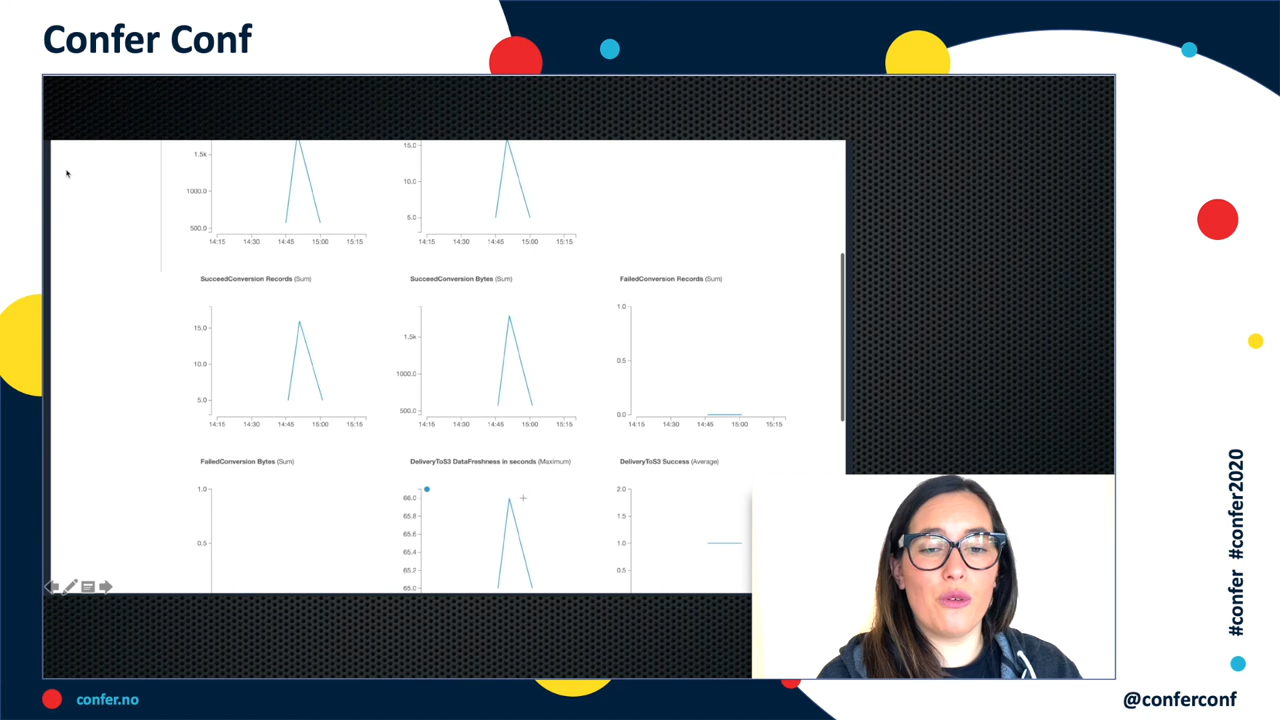 Confer Conf
1.5k
1000.0
500.0
14:15 14:30 14:45 15:00 15:15
15.0
10.0
5.0
14:15 14:30 14:45 15:00 15:15
SucceedConversion Records (Sum)
15.0
10.0
5.0
14:15 14:30 14:45 15:00 15:15
SucceedConversion Bytes (Sum)
1.5k
1000.0
500.0
14:15 14:30 14:45 15:00 15:15
FailedConversion Records (Sum)
1.0
0.5
0.0
14:15 14:30 14:45 15:00 15:15
FailedConversion Bytes (Sum)
1.0
0.5
DeliveryToS3 DataFreshness in seconds (Maximum)
66.0
65.8
65.6
65.4
65.2
65.0
DeliveryToS3 Success (Average)
2.0
1.5
1.0
0.5
#confer #confer2020
confer.no
@conferconf